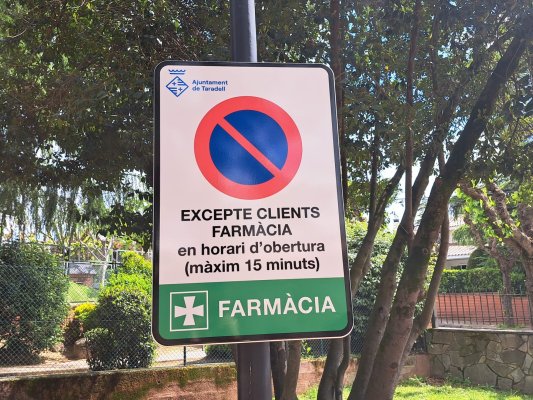 Ajuntament
de Taradell
EXCEPTE CLIENTS
FARMÀCIA
en horari d'obertura
(màxim 15 minuts)
FARMÀCIA